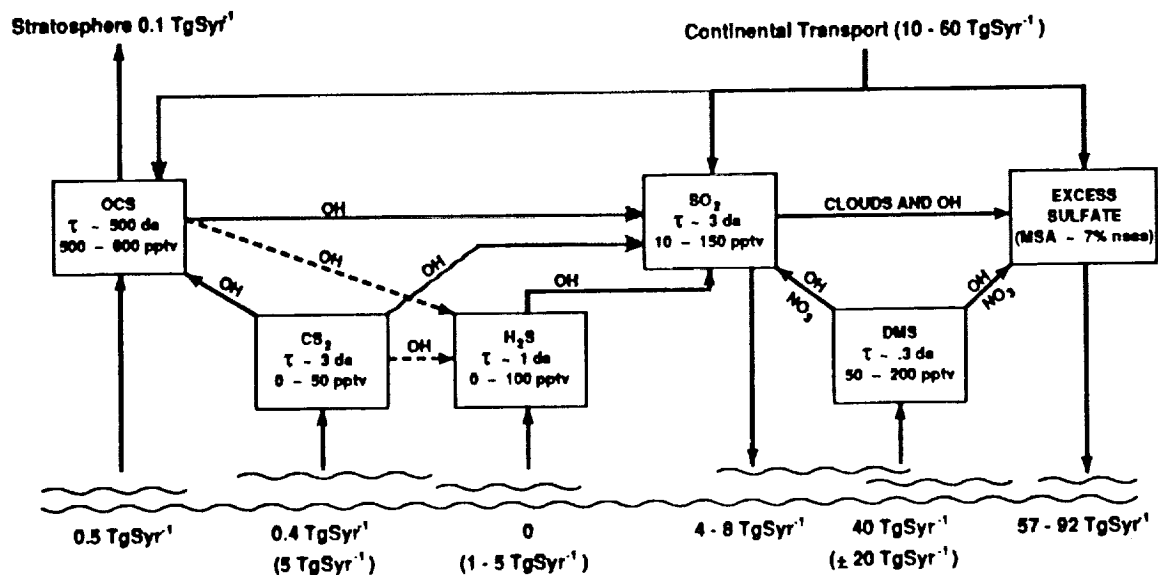 Stratosphere 0.1 TgSyr⁻¹
Continental Transport (10 - 60 TgSyr⁻¹)
OCS
τ ~ 500 da
500 – 600 pptv
OH
OH
OH
OH
SO₂
τ ~ 3 da
10 – 150 pptv
CLOUDS AND OH
EXCESS
SULFATE
(MSA ~ 7% nsss)
CS₂
τ ~ 3 da
0 – 50 pptv
OH
H₂S
τ ~ 1 da
0 – 100 pptv
OH
OH
NO₃
DMS
τ ~ .3 da
50 – 200 pptv
OH
NO₃
0.5 TgSyr⁻¹
0.4 TgSyr⁻¹
(5 TgSyr⁻¹)
0
(1 - 5 TgSyr⁻¹)
4 - 8 TgSyr⁻¹
40 TgSyr⁻¹
(± 20 TgSyr⁻¹)
57 - 92 TgSyr⁻¹